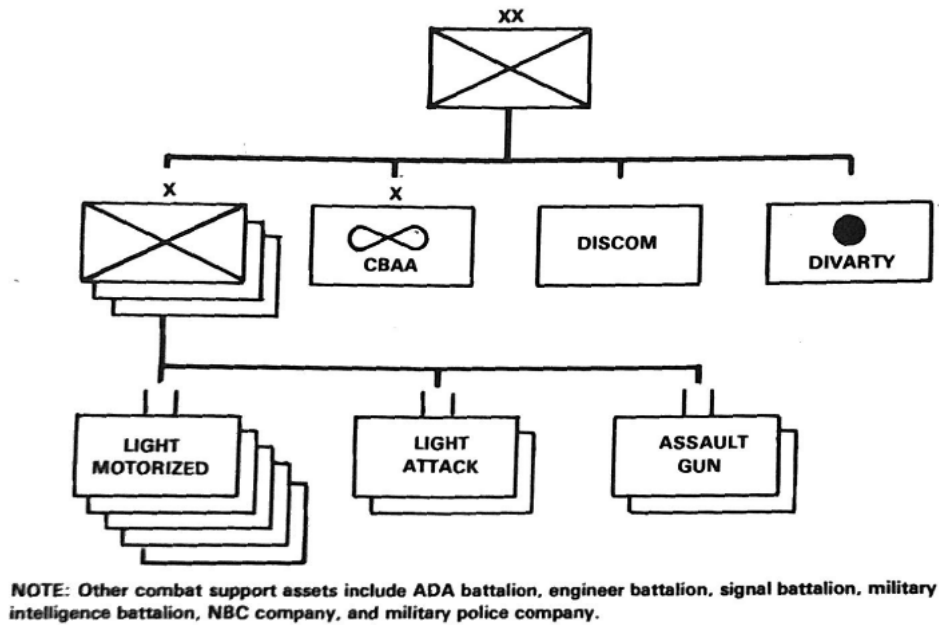 XX
X
X
CBAA
DISCOM
DIVARTY
LIGHT
MOTORIZED
LIGHT
ATTACK
ASSAULT
GUN
NOTE: Other combat support assets include ADA battalion, engineer battalion, signal battalion, military
intelligence battalion, NBC company, and military police company.